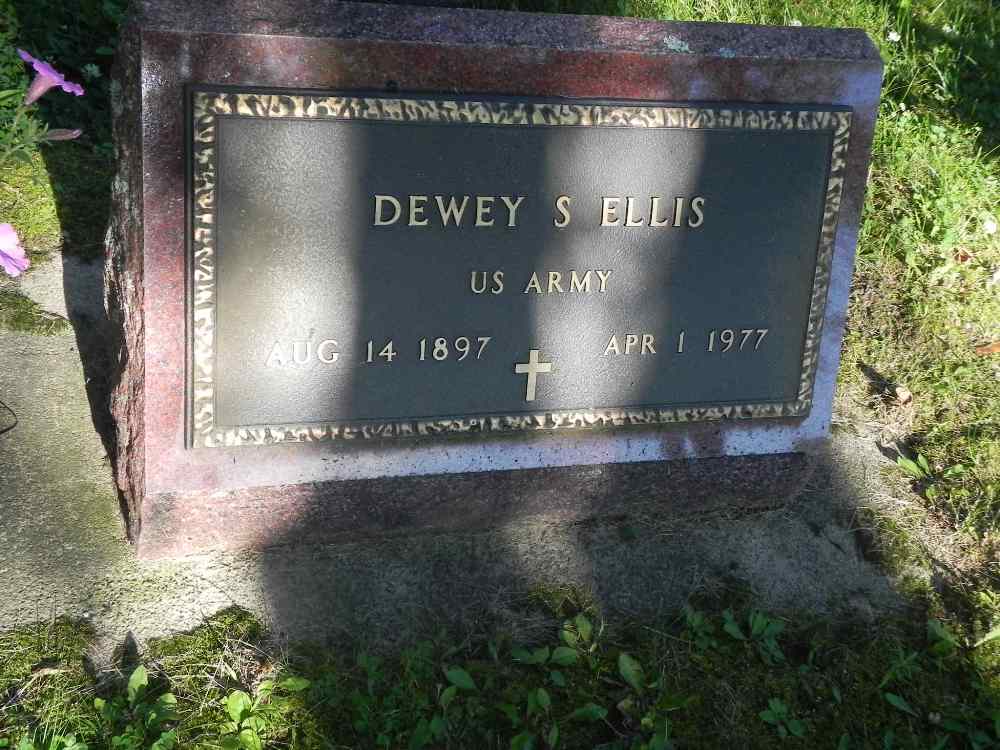 DEWEY S ELLIS
US ARMY
AUG 14 1897 APR 1 1977